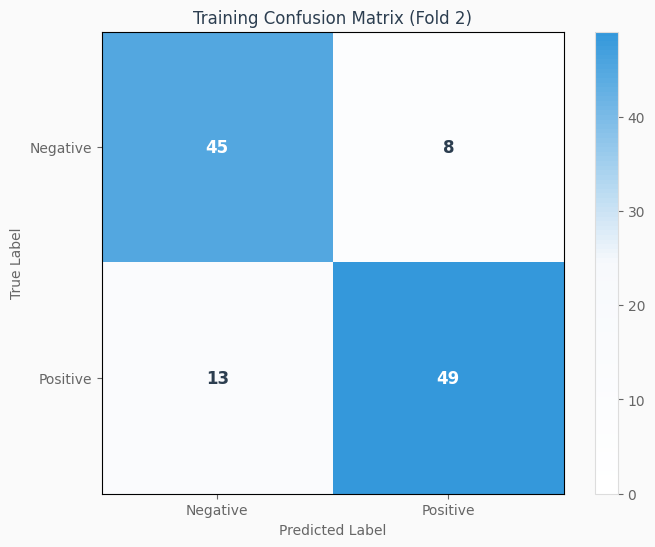 Training Confusion Matrix (Fold 2)
True Label
Negative
45
8
Positive
13
49
Negative
Positive
Predicted Label
40
30
20
10
0